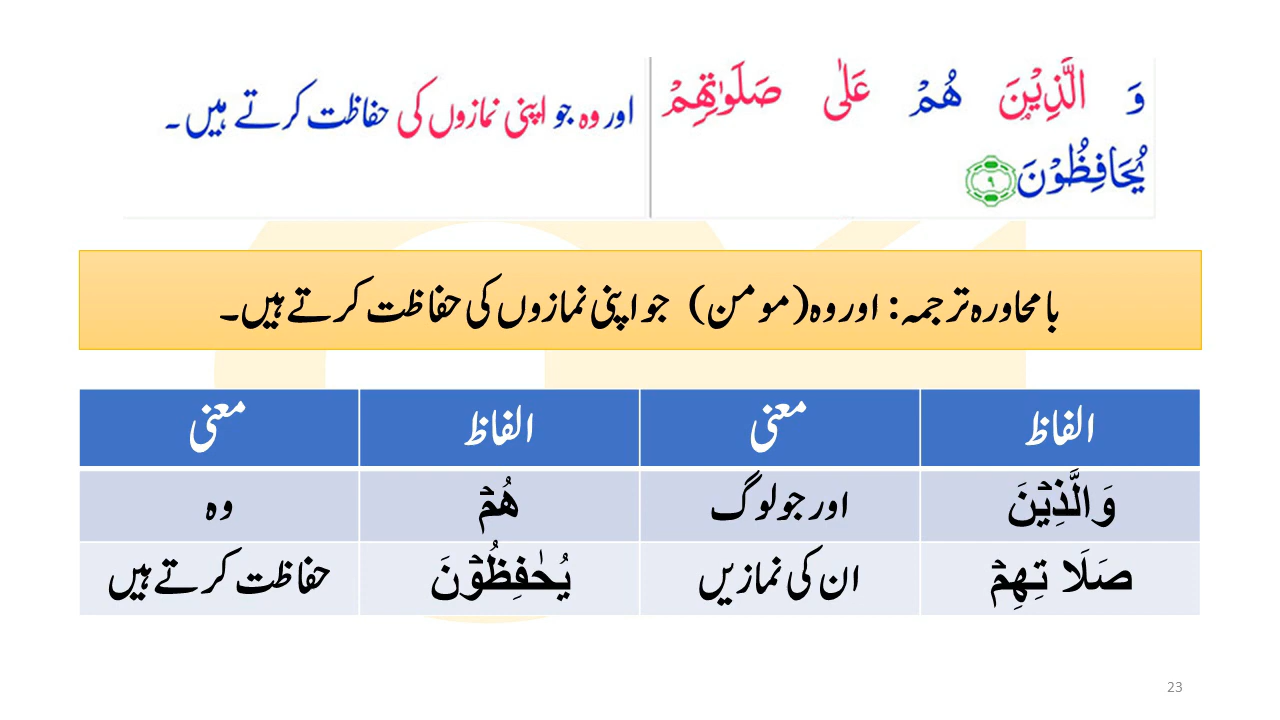 وَ الَّذِيْنَ هُمْ عَلٰى صَلَوٰتِهِمْ
يُحَافِظُوْنَ ۹
اور وہ جو اپنی نمازوں کی حفاظت کرتے ہیں۔
بامحاورہ ترجمہ: اور وہ (مومن) جو اپنی نمازوں کی حفاظت کرتے ہیں۔
الفاظ معنی الفاظ معنی
وَالَّذِيْنَ اور جو لوگ هُمْ وہ
صَلَا تِهِمْ ان کی نمازیں يُحٰفِظُوْنَ حفاظت کرتے ہیں
23